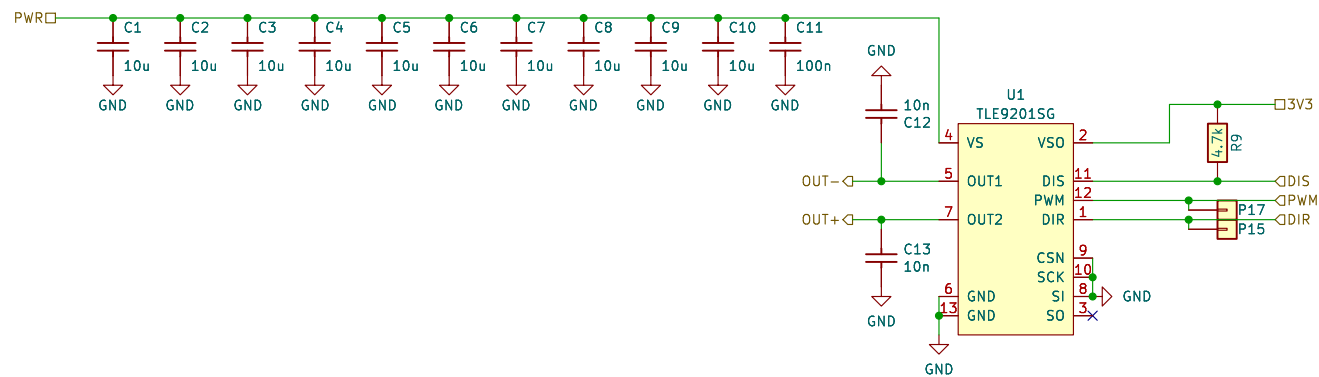 PWR
C1 C2 C3 C4 C5 C6 C7 C8 C9 C10 C11
10u 10u 10u 10u 10u 10u 10u 10u 10u 10u 100n
GND GND GND GND GND GND GND GND GND GND GND
GND
10n
C12
U1
TLE9201SG
3V3
4 VS VSO 2
4.7k R9
OUT- 5 OUT1 DIS 11 DIS
PWM 12 PWM
P17
OUT+ 7 OUT2 DIR 1 DIR
P15
C13
10n
CSN 9
SCK 10
6 GND SI 8 GND
13 GND SO 3
GND
GND